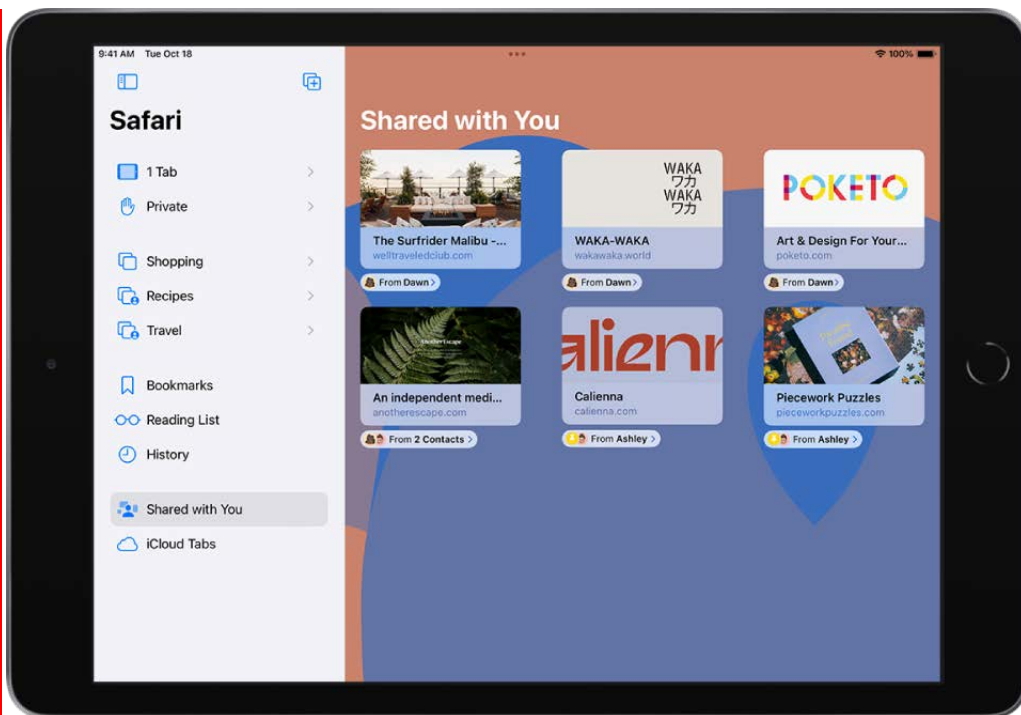 9:41 AM Tue Oct 18
100%
Safari
1 Tab
Private
Shopping
Recipes
Travel
Bookmarks
Reading List
History
Shared with You
iCloud Tabs
Shared with You
The Surfrider Malibu -...
welltraveledclub.com
From Dawn
WAKA
ワカ
WAKA
ワカ
WAKA-WAKA
wakawaka.world
From Dawn
POKETO
Art & Design For Your...
poketo.com
From Dawn
Another Escape
An independent medi...
anotherescape.com
From 2 Contacts
alienr
Calienna
calienna.com
From Ashley
Piecework Puzzles
pieceworkpuzzles.com
From Ashley